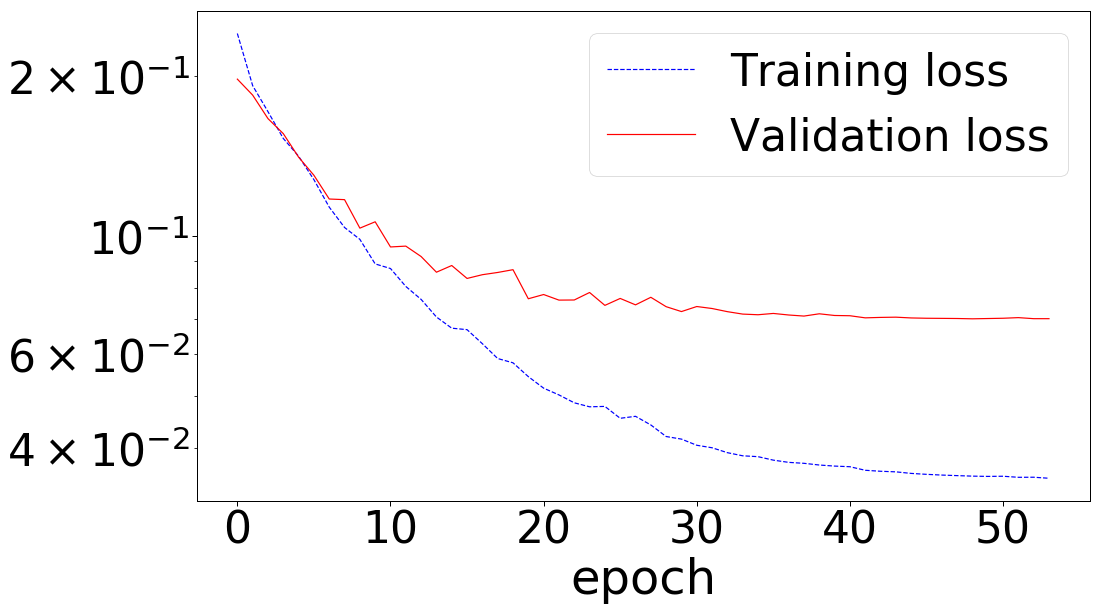 2 × 10⁻¹
10⁻¹
6 × 10⁻²
4 × 10⁻²
Training loss
Validation loss
0 10 20 30 40 50
epoch